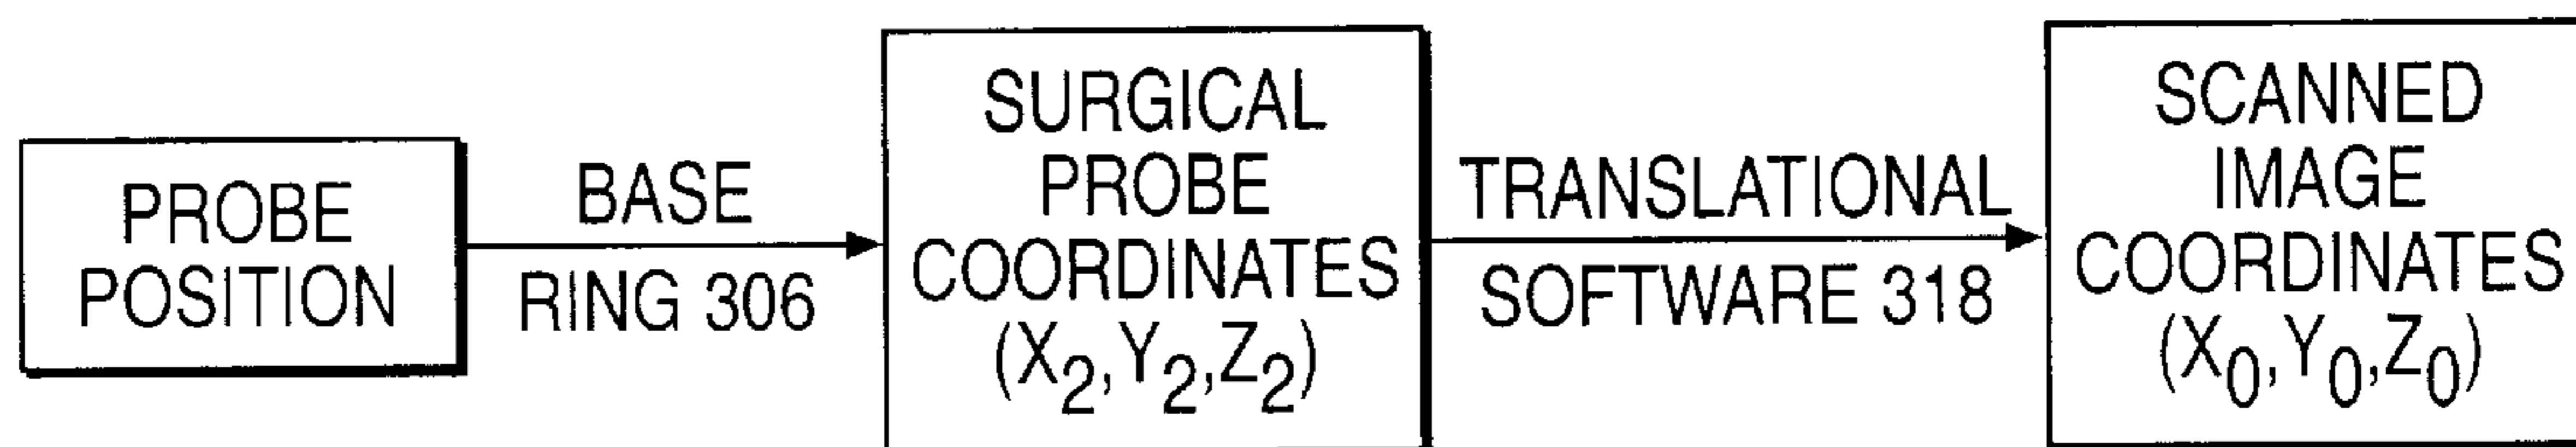 PROBE
POSITION
BASE
RING 306
SURGICAL
PROBE
COORDINATES
(X₂,Y₂,Z₂)
TRANSLATIONAL
SOFTWARE 318
SCANNED
IMAGE
COORDINATES
(X₀,Y₀,Z₀)